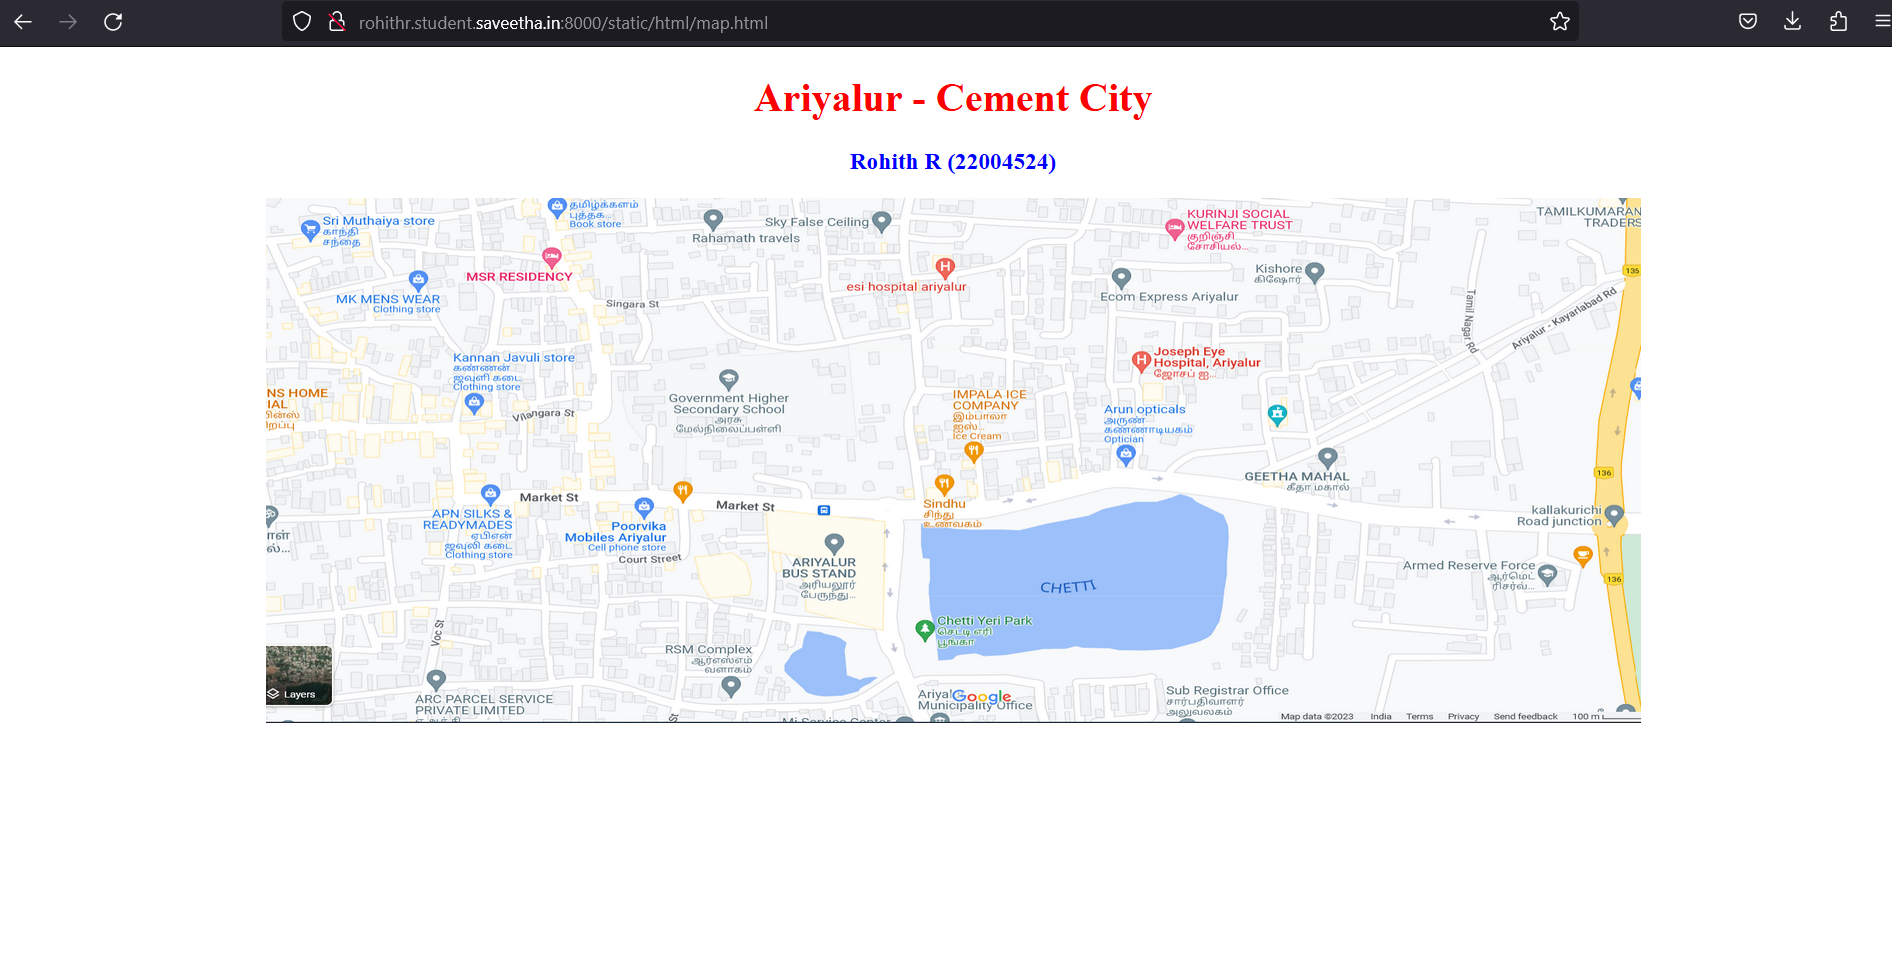 rohithr.student.saveetha.in:8000/static/html/map.html
Ariyalur - Cement City
Rohith R (22004524)
Sri Muthaiya store
காந்தி
சந்தை
தமிழ்க்களம்
புத்தக...
Book store
Rahamath travels
Sky False Ceiling
KURINJI SOCIAL
WELFARE TRUST
குறிஞ்சி
சோசியல்...
TAMILKUMARAN
TRADERS
MSR RESIDENCY
esi hospital ariyalur
Kishore
கிஷோர்
135
MK MENS WEAR
Clothing store
Singara St
Ecom Express Ariyalur
Tamil Nagar Rd
Ariyalur - Kayarlabad Rd
Kannan Javuli store
கண்ணன்
ஜவுளி கடை
Clothing store
Joseph Eye
Hospital, Ariyalur
ஜோசப் ஐ...
NS HOME
IAL
பின்ஸ்
றப்பு
Government Higher
Secondary School
அரசு
மேல்நிலைப்பள்ளி
IMPALA ICE
COMPANY
இம்பாலா
ஐஸ்...
Ice Cream
Arun opticals
அருண்
கண்ணாடியகம்
Optician
Vilangara St
GEETHA MAHAL
கீதா மகால்
136
Market St
Market St
Sindhu
சிந்து
உணவகம்
APN SILKS &
READYMADES
ஏபிஎன்
ஜவுளி கடை
Clothing store
Poorvika
Mobiles Ariyalur
Cell phone store
kallakurichi
Road junction
Court Street
ARIYALUR
BUS STAND
அரியலூர்
பேருந்து...
CHETTI
Armed Reserve Force
ஆர்மெட்
ரிசர்வ்...
136
Chetti Yeri Park
செட்டி ஏரி
பூங்கா
Voc St
RSM Complex
ஆர்எஸ்எம்
வளாகம்
Layers
ARC PARCEL SERVICE
PRIVATE LIMITED
Ariyal
Municipality Office
Google
Sub Registrar Office
சார்பதிவாளர்
அலுவலகம்
Mi Service Center
Map data ©2023 India Terms Privacy Send feedback 100 m